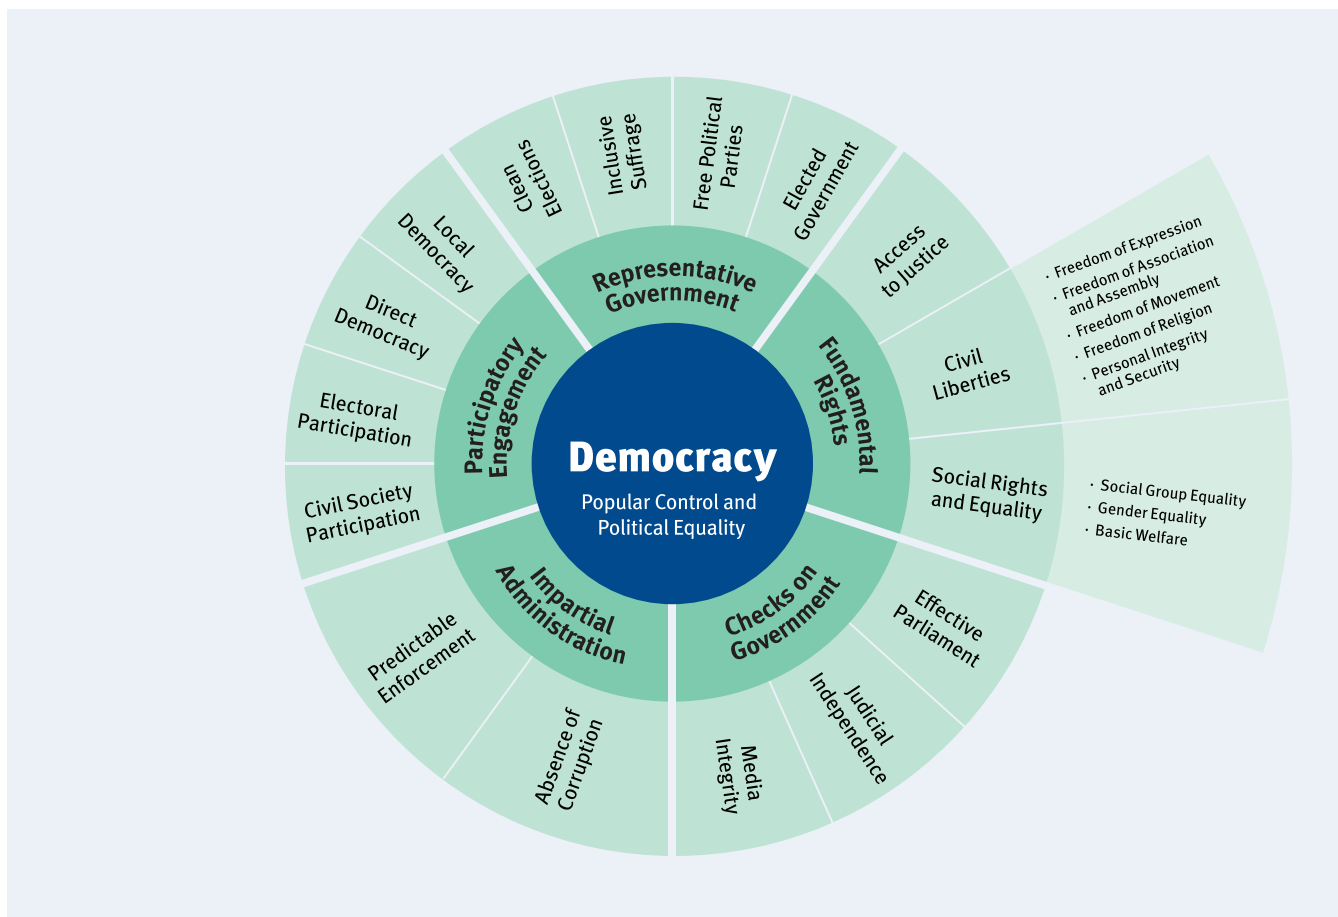 Democracy
Popular Control and
Political Equality
Representative
Government
Clean
Elections
Inclusive
Suffrage
Free Political
Parties
Elected
Government
Fundamental
Rights
Access
to Justice
Civil
Liberties
· Freedom of Expression
· Freedom of Association
and Assembly
· Freedom of Movement
· Freedom of Religion
· Personal Integrity
and Security
Social Rights
and Equality
· Social Group Equality
· Gender Equality
· Basic Welfare
Checks on
Government
Effective
Parliament
Judicial
Independence
Media
Integrity
Impartial
Administration
Absence of
Corruption
Predictable
Enforcement
Participatory
Engagement
Civil Society
Participation
Electoral
Participation
Direct
Democracy
Local
Democracy